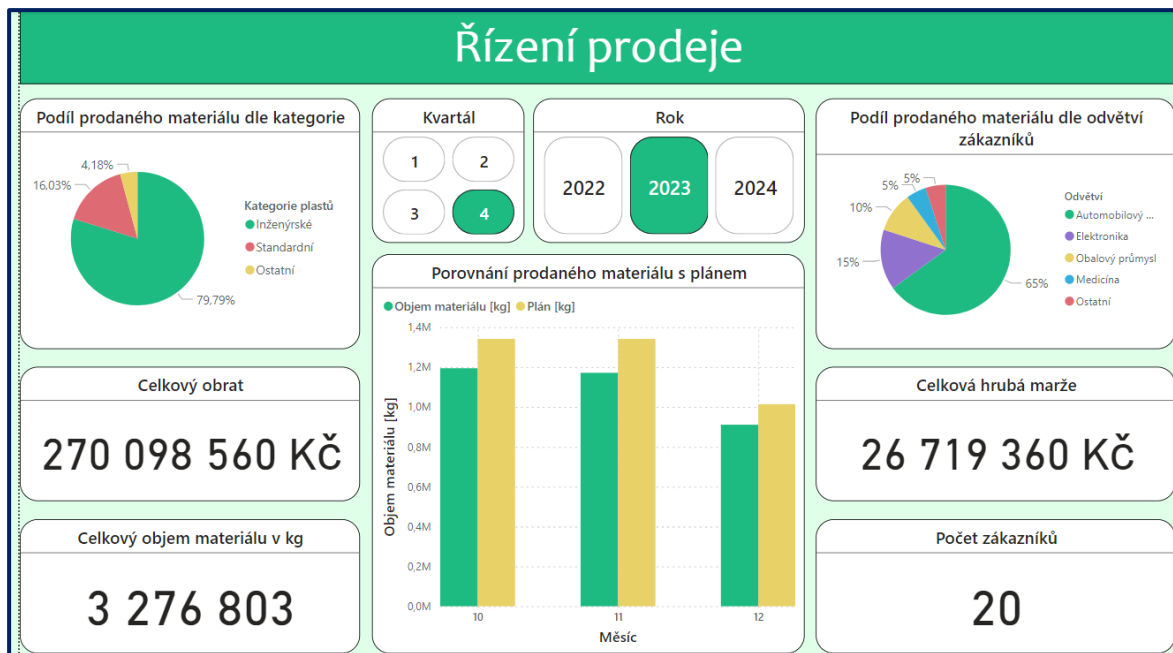 Řízení prodeje
Podíl prodaného materiálu dle kategorie
4,18%
16,03%
79,79%
Kategorie plastů
Inženýrské
Standardní
Ostatní
Kvartál
1
2
3
4
Rok
2022
2023
2024
Podíl prodaného materiálu dle odvětví
zákazníků
5%
5%
10%
15%
65%
Odvětví
Automobilový ...
Elektronika
Obalový průmysl
Medicína
Ostatní
Porovnání prodaného materiálu s plánem
Objem materiálu [kg] Plán [kg]
Objem materiálu [kg]
1,4M
1,2M
1,0M
0,8M
0,6M
0,4M
0,2M
0,0M
10
11
12
Měsíc
Celkový obrat
270 098 560 Kč
Celková hrubá marže
26 719 360 Kč
Celkový objem materiálu v kg
3 276 803
Počet zákazníků
20